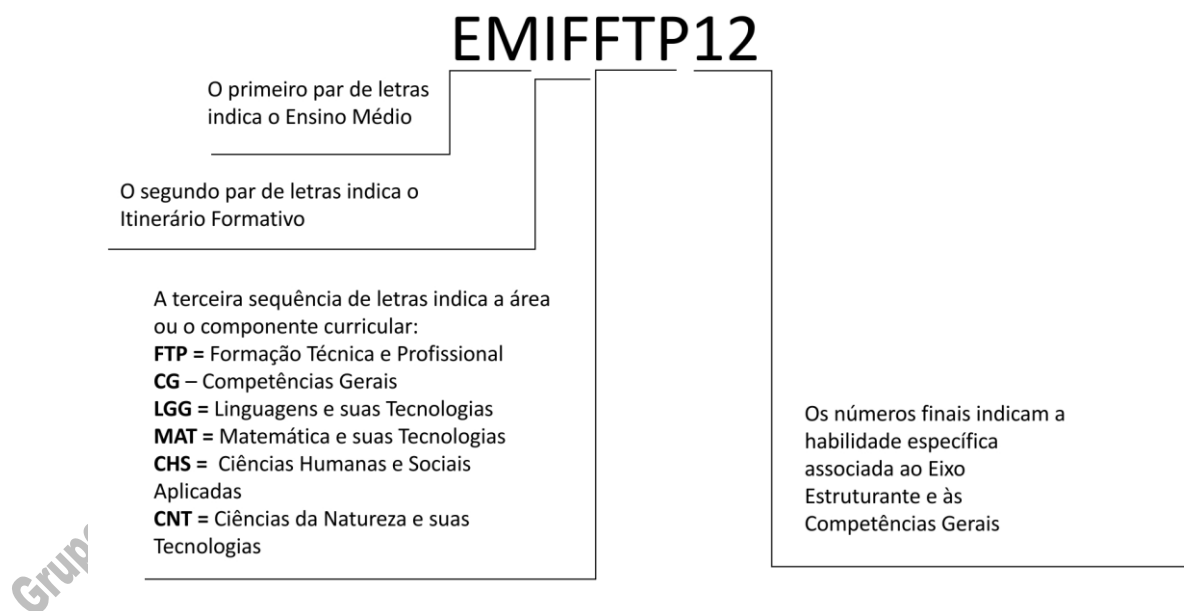 EMIFFTP12
O primeiro par de letras
indica o Ensino Médio
O segundo par de letras indica o
Itinerário Formativo
A terceira sequência de letras indica a área
ou o componente curricular:
FTP = Formação Técnica e Profissional
CG – Competências Gerais
LGG = Linguagens e suas Tecnologias
MAT = Matemática e suas Tecnologias
CHS = Ciências Humanas e Sociais
Aplicadas
CNT = Ciências da Natureza e suas
Tecnologias
Os números finais indicam a
habilidade específica
associada ao Eixo
Estruturante e às
Competências Gerais